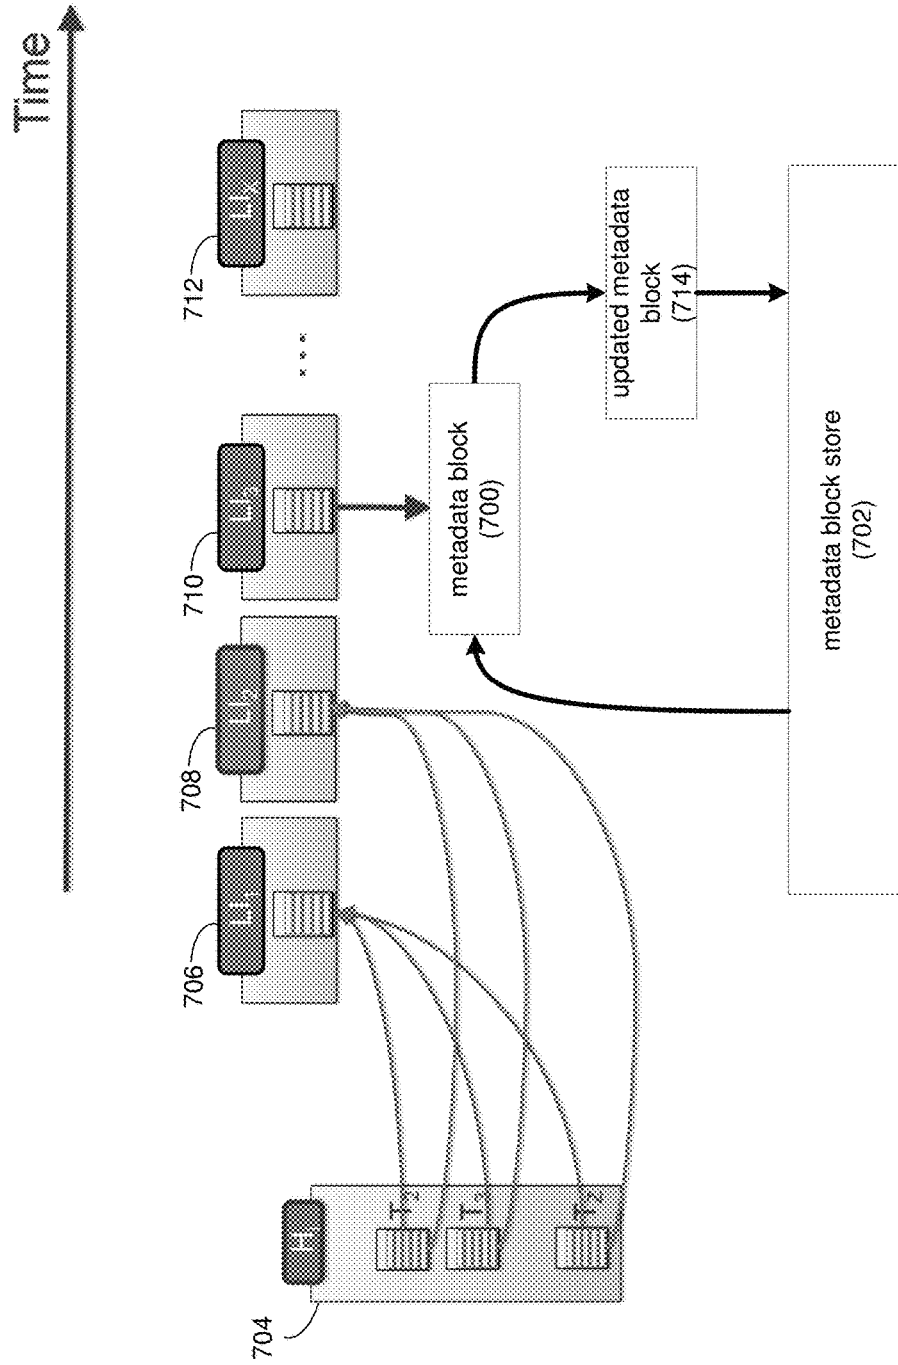 Time
712
710
708
706
704
updated metadata
block
(714)
metadata block
(700)
metadata block store
(702)